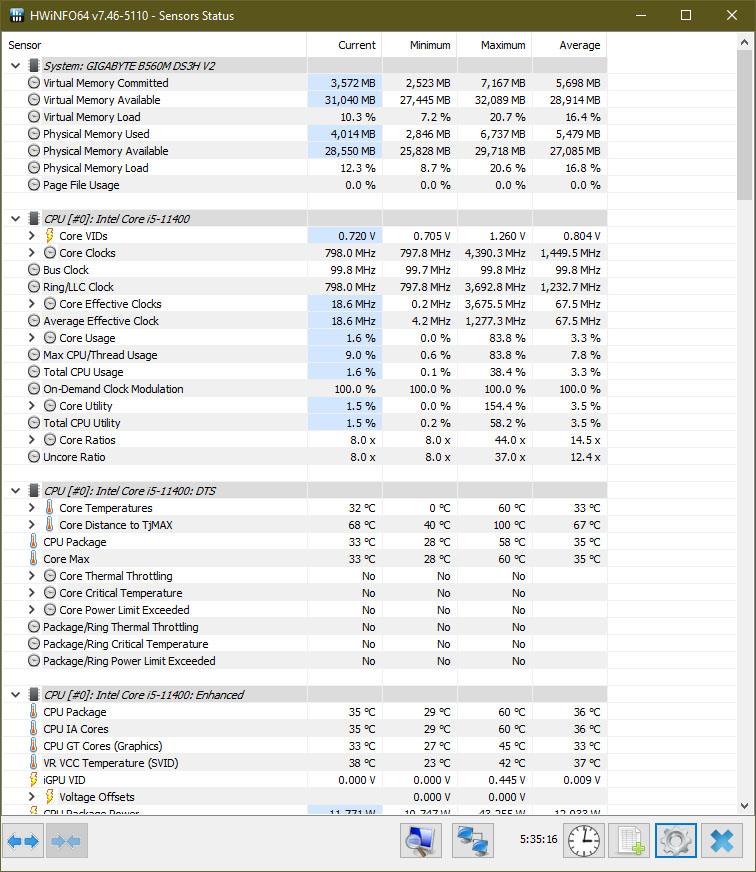 HWiNFO64 v7.46-5110 - Sensors Status
Sensor Current Minimum Maximum Average
System: GIGABYTE B560M DS3H V2
Virtual Memory Committed 3,572 MB 2,523 MB 7,167 MB 5,698 MB
Virtual Memory Available 31,040 MB 27,445 MB 32,089 MB 28,914 MB
Virtual Memory Load 10.3 % 7.2 % 20.7 % 16.4 %
Physical Memory Used 4,014 MB 2,846 MB 6,737 MB 5,479 MB
Physical Memory Available 28,550 MB 25,828 MB 29,718 MB 27,085 MB
Physical Memory Load 12.3 % 8.7 % 20.6 % 16.8 %
Page File Usage 0.0 % 0.0 % 0.0 % 0.0 %
CPU [#0]: Intel Core i5-11400
Core VIDs 0.720 V 0.705 V 1.260 V 0.804 V
Core Clocks 798.0 MHz 797.8 MHz 4,390.3 MHz 1,449.5 MHz
Bus Clock 99.8 MHz 99.7 MHz 99.8 MHz 99.8 MHz
Ring/LLC Clock 798.0 MHz 797.8 MHz 3,692.8 MHz 1,232.7 MHz
Core Effective Clocks 18.6 MHz 0.2 MHz 3,675.5 MHz 67.5 MHz
Average Effective Clock 18.6 MHz 4.2 MHz 1,277.3 MHz 67.5 MHz
Core Usage 1.6 % 0.0 % 83.8 % 3.3 %
Max CPU/Thread Usage 9.0 % 0.6 % 83.8 % 7.8 %
Total CPU Usage 1.6 % 0.1 % 38.4 % 3.3 %
On-Demand Clock Modulation 100.0 % 100.0 % 100.0 % 100.0 %
Core Utility 1.5 % 0.0 % 154.4 % 3.5 %
Total CPU Utility 1.5 % 0.2 % 58.2 % 3.5 %
Core Ratios 8.0 x 8.0 x 44.0 x 14.5 x
Uncore Ratio 8.0 x 8.0 x 37.0 x 12.4 x
CPU [#0]: Intel Core i5-11400: DTS
Core Temperatures 32 °C 0 °C 60 °C 33 °C
Core Distance to TjMAX 68 °C 40 °C 100 °C 67 °C
CPU Package 33 °C 28 °C 58 °C 35 °C
Core Max 33 °C 28 °C 60 °C 35 °C
Core Thermal Throttling No No No
Core Critical Temperature No No No
Core Power Limit Exceeded No No No
Package/Ring Thermal Throttling No No No
Package/Ring Critical Temperature No No No
Package/Ring Power Limit Exceeded No No No
CPU [#0]: Intel Core i5-11400: Enhanced
CPU Package 35 °C 29 °C 60 °C 36 °C
CPU IA Cores 35 °C 29 °C 60 °C 36 °C
CPU GT Cores (Graphics) 33 °C 27 °C 45 °C 33 °C
VR VCC Temperature (SVID) 38 °C 23 °C 42 °C 37 °C
iGPU VID 0.000 V 0.000 V 0.445 V 0.009 V
Voltage Offsets 0.000 V 0.000 V
CPU Package Power 11.771 W 10.747 W 43.255 W 12.933 W
5:35:16